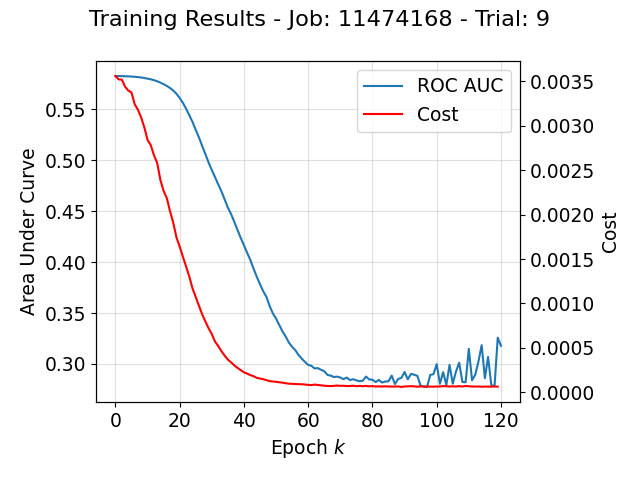 Training Results - Job: 11474168 - Trial: 9
ROC AUC
Cost
Area Under Curve
0.55
0.50
0.45
0.40
0.35
0.30
0.0035
0.0030
0.0025
0.0020
0.0015
0.0010
0.0005
0.0000
Cost
0 20 40 60 80 100 120
Epoch k